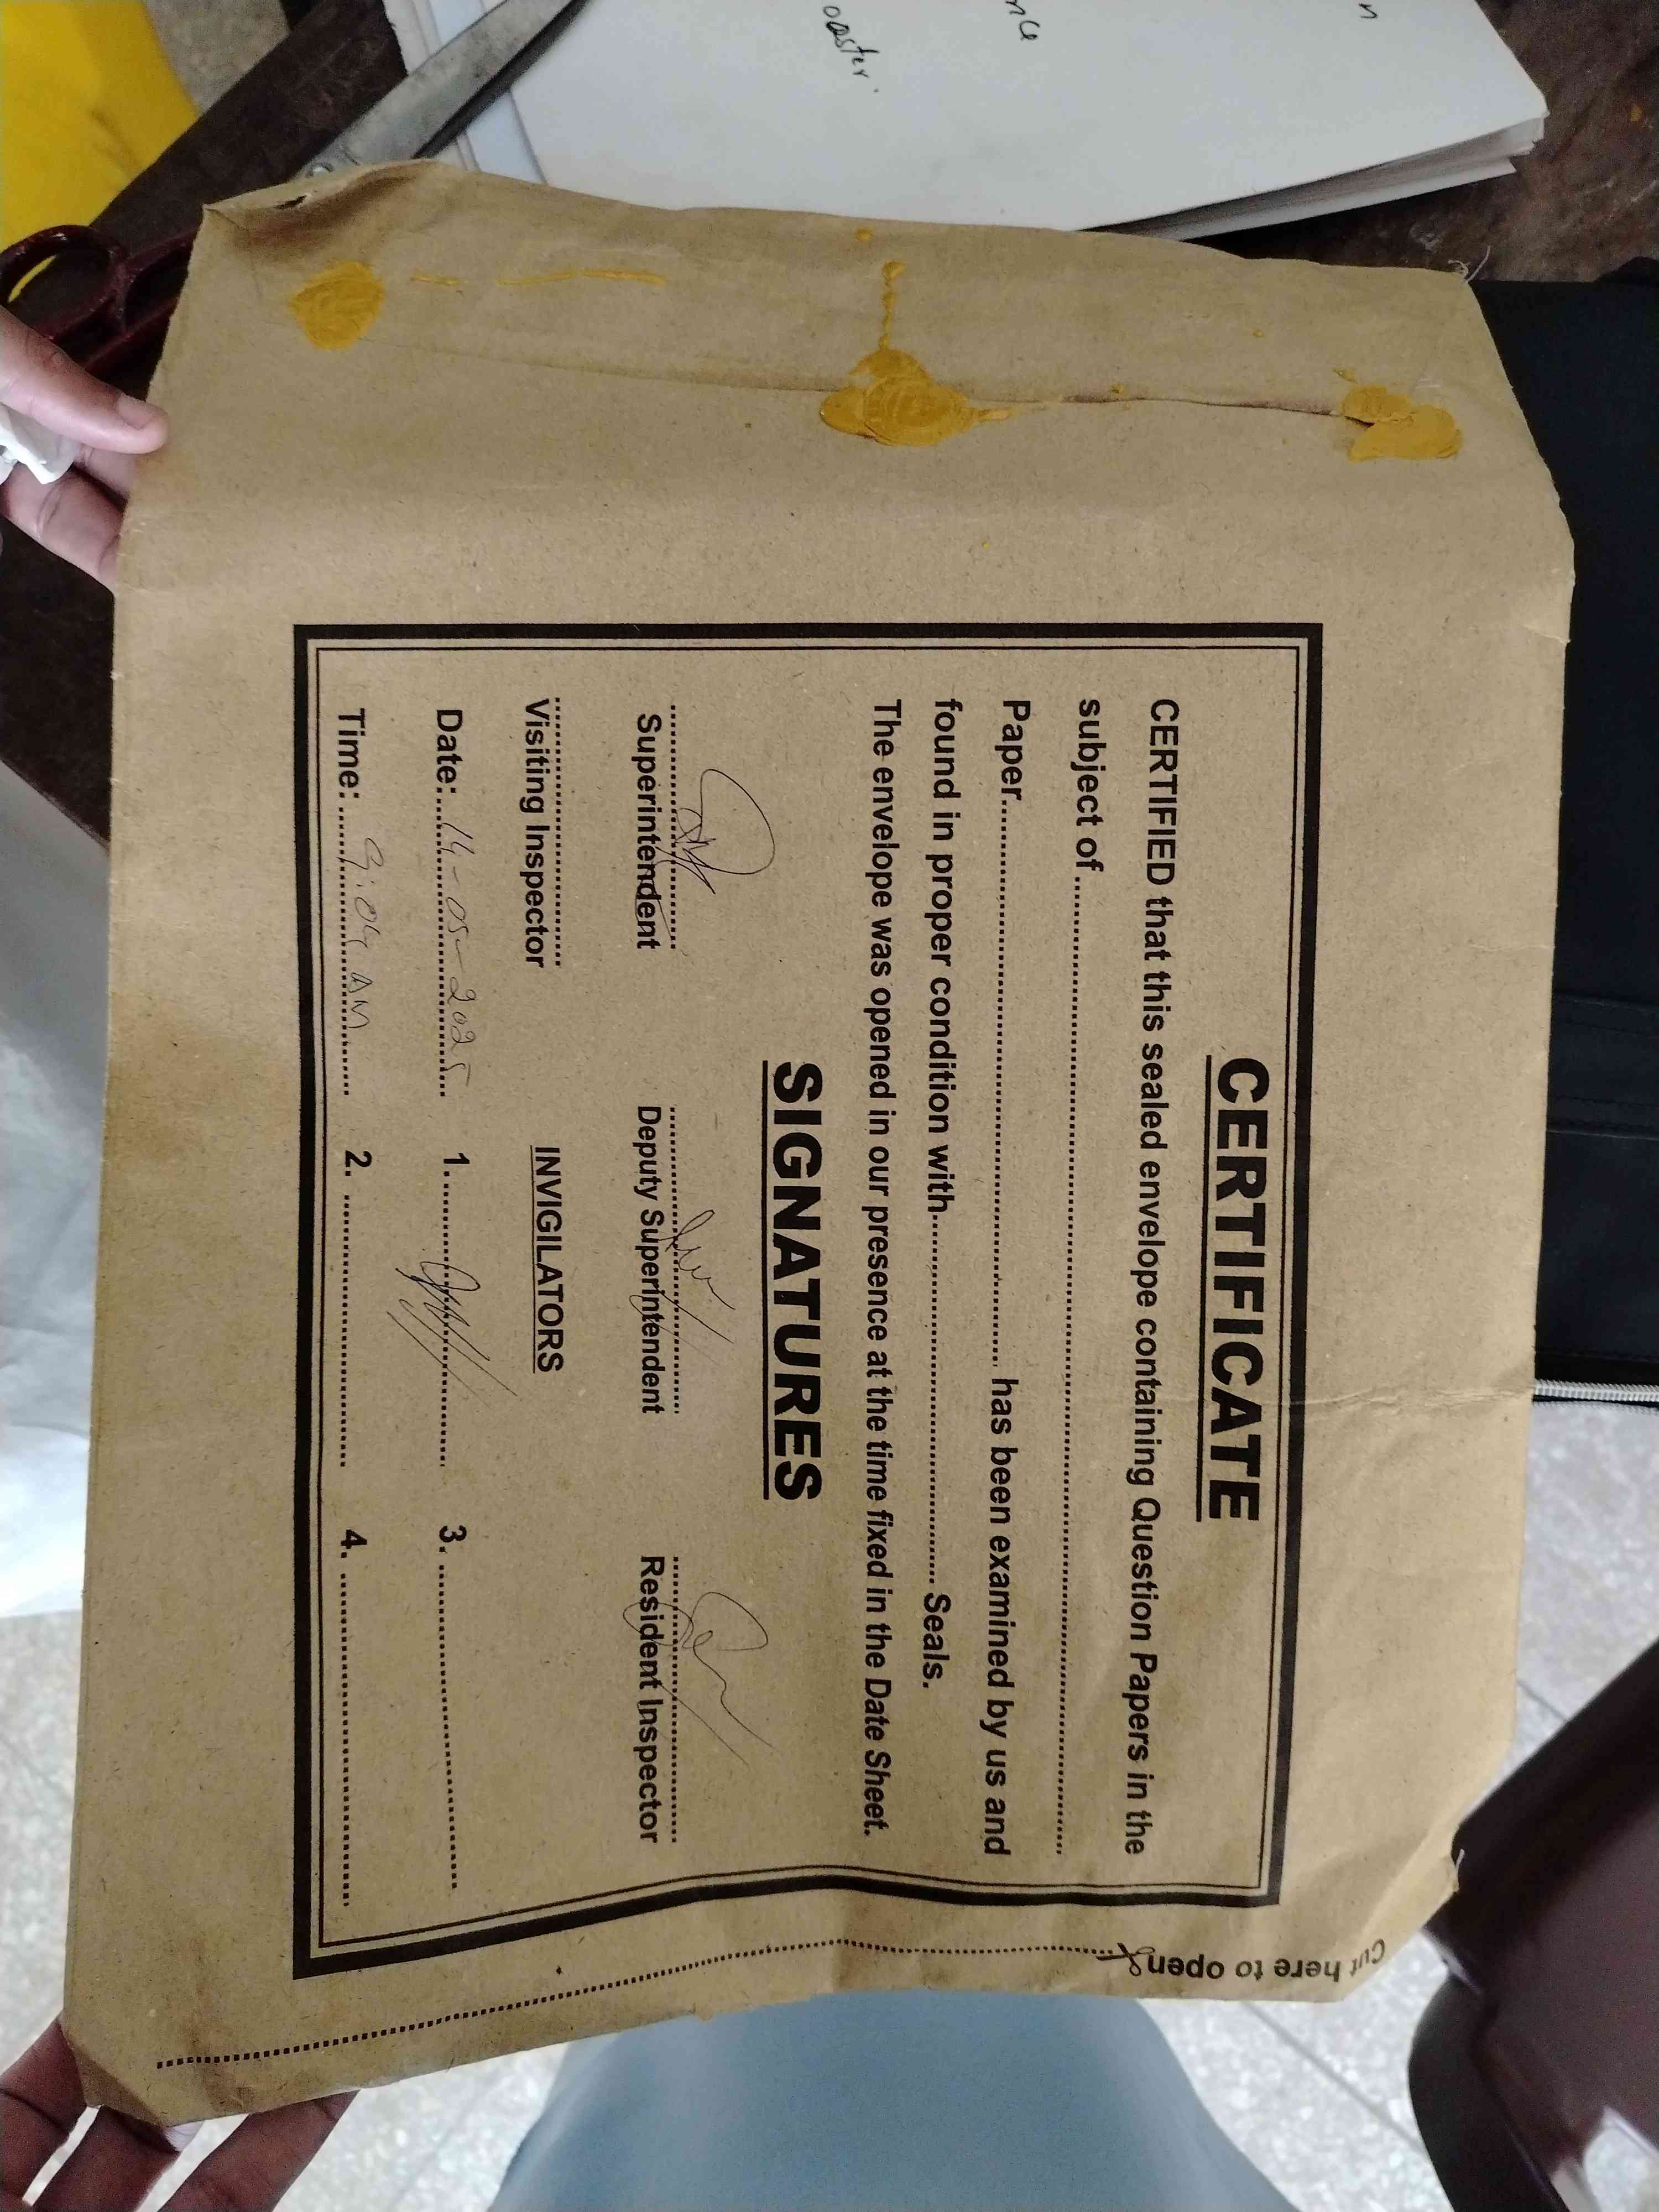 CERTIFICATE
CERTIFIED that this sealed envelope containing Question Papers in the
subject of
Paper has been examined by us and
found in proper condition with Seals.
The envelope was opened in our presence at the time fixed in the Date Sheet.
SIGNATURES
Superintendent Deputy Superintendent Resident Inspector
Visiting Inspector INVIGILATORS
Date: 14-05-2025 1. 3.
Time: 9:04 AM 2. 4.
Cut here to open